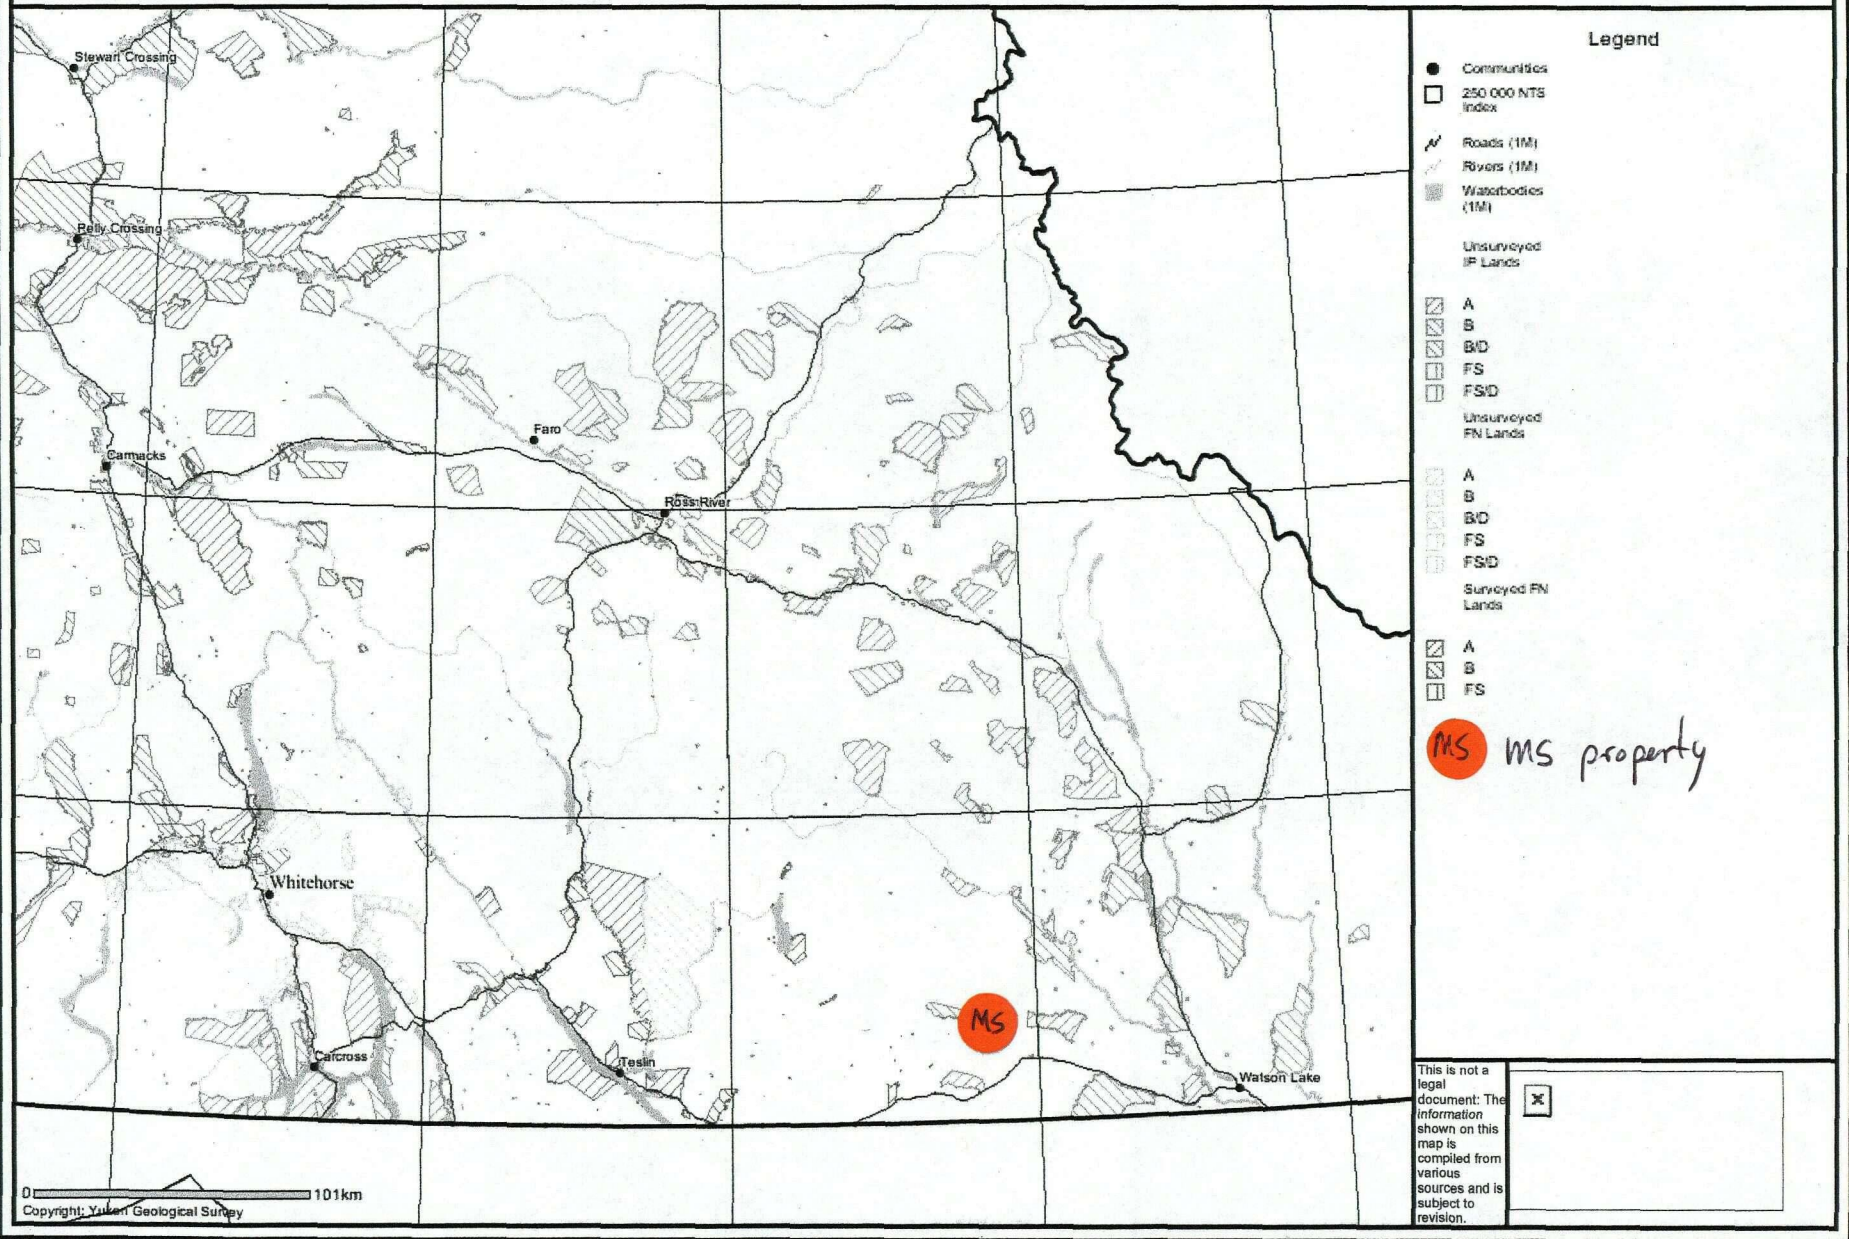 Stewart Crossing
Pelly Crossing
Faro
Carmacks
Ross River
Whitehorse
Carcross
Teslin
Watson Lake
MS
0 101km
Copyright: Yukon Geological Survey
Legend
Communities
250 000 NTS
Index
Roads (1M)
Rivers (1M)
Waterbodies
(1M)
Unsurveyed
IP Lands
A
B
B/D
FS
FS/D
Unsurveyed
FN Lands
A
B
B/D
FS
FS/D
Surveyed FN
Lands
A
B
FS
MS MS property
This is not a
legal
document: The
information
shown on this
map is
compiled from
various
sources and is
subject to
revision.